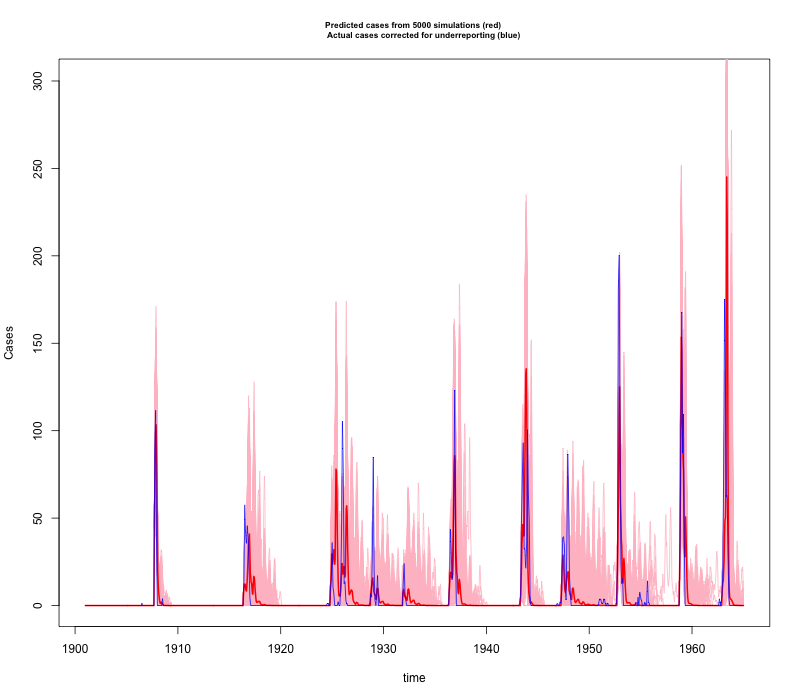 Predicted cases from 5000 simulations (red)
Actual cases corrected for underreporting (blue)
300
250
200
150
100
50
0
Cases
1900 1910 1920 1930 1940 1950 1960
time